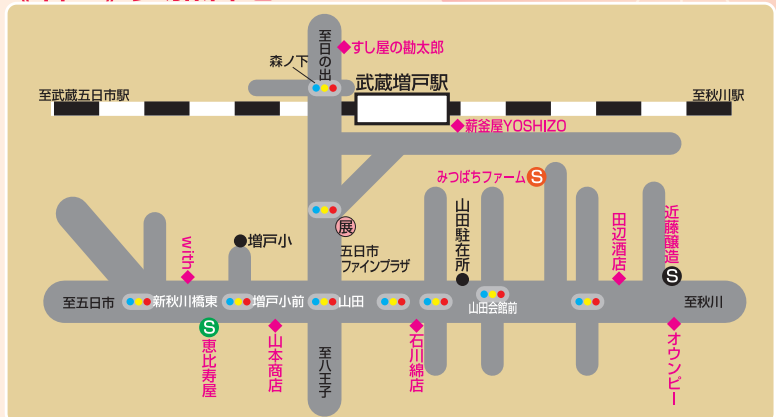 至日の出
すし屋の勘太郎
森ノ下
武蔵増戸駅
至武蔵五日市駅
至秋川駅
薪釜屋YOSHIZO
みつばちファーム
S
展
五日市
ファインプラザ
山田駐在所
田辺酒店
近藤醸造
S
with
増戸小
至五日市
新秋川橋東
増戸小前
山田
山田会館前
至秋川
S
恵比寿屋
山本商店
至八王子
石川綿店
オウンピー